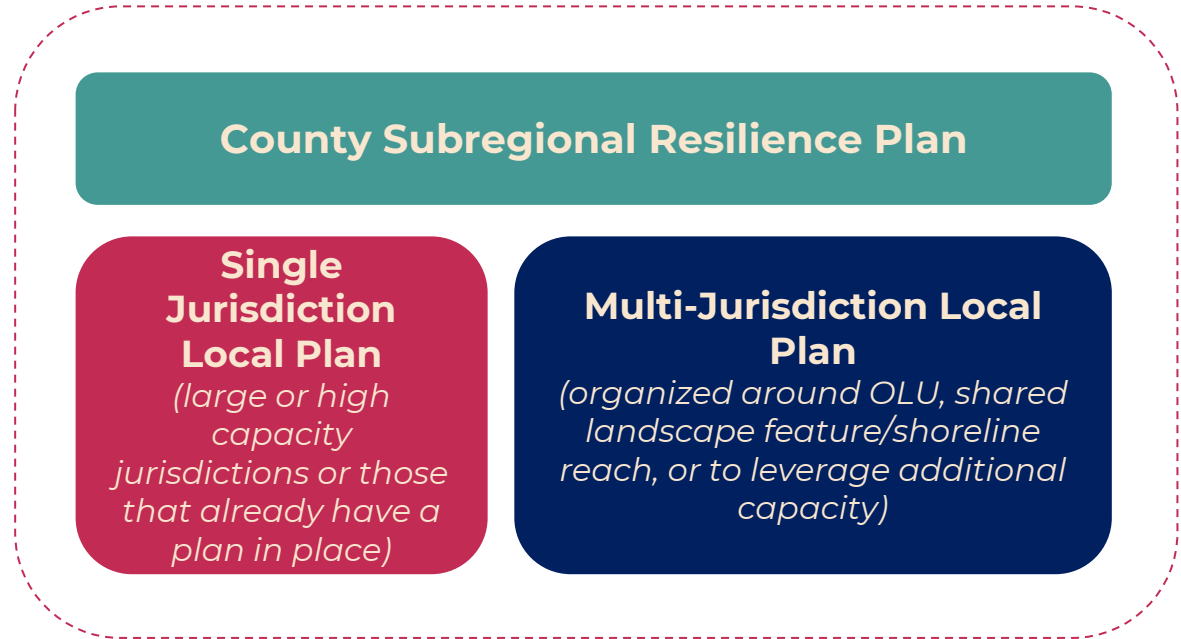 County Subregional Resilience Plan
Single
Jurisdiction
Local Plan
(large or high
capacity
jurisdictions or those
that already have a
plan in place)
Multi-Jurisdiction Local
Plan
(organized around OLU, shared
landscape feature/shoreline
reach, or to leverage additional
capacity)